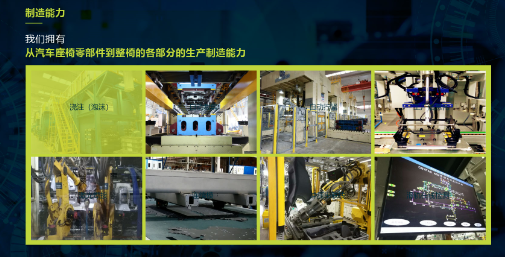 制造能力
我们拥有
从汽车座椅零部件到整椅的各部分的生产制造能力
浇注（泡沫）